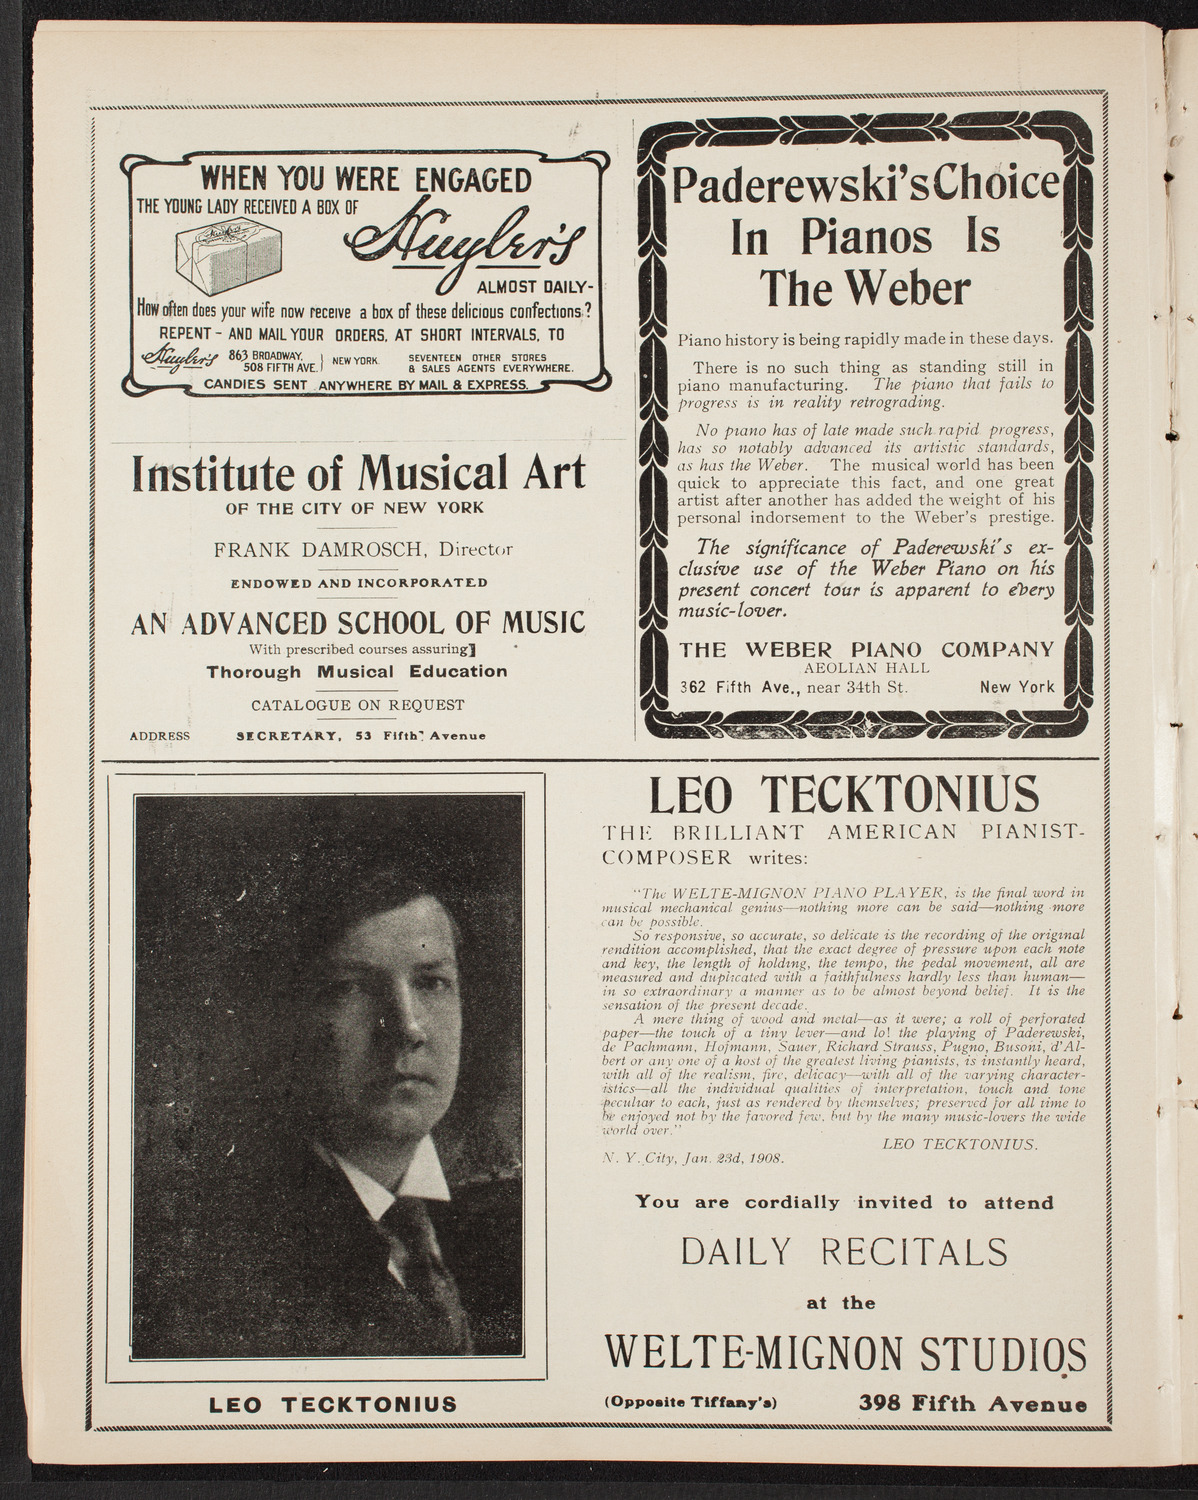 WHEN YOU WERE ENGAGED
THE YOUNG LADY RECEIVED A BOX OF
Huyler's
ALMOST DAILY-
How often does your wife now receive a box of these delicious confections?
REPENT - AND MAIL YOUR ORDERS, AT SHORT INTERVALS, TO
Huyler's 863 BROADWAY, 508 FIFTH AVE. } NEW YORK. SEVENTEEN OTHER STORES & SALES AGENTS EVERYWHERE.
CANDIES SENT ANYWHERE BY MAIL & EXPRESS.
Institute of Musical Art
OF THE CITY OF NEW YORK
FRANK DAMROSCH, Director
ENDOWED AND INCORPORATED
AN ADVANCED SCHOOL OF MUSIC
With prescribed courses assuring]
Thorough Musical Education
CATALOGUE ON REQUEST
ADDRESS SECRETARY, 53 Fifth Avenue
Paderewski's Choice
In Pianos Is
The Weber
Piano history is being rapidly made in these days.
There is no such thing as standing still in
piano manufacturing. The piano that fails to
progress is in reality retrograding.
No piano has of late made such rapid progress,
has so notably advanced its artistic standards,
as has the Weber. The musical world has been
quick to appreciate this fact, and one great
artist after another has added the weight of his
personal indorsement to the Weber's prestige.
The significance of Paderewski's ex-
clusive use of the Weber Piano on his
present concert tour is apparent to every
music-lover.
THE WEBER PIANO COMPANY
AEOLIAN HALL
362 Fifth Ave., near 34th St. New York
LEO TECKTONIUS
LEO TECKTONIUS
THE BRILLIANT AMERICAN PIANIST-
COMPOSER writes:
"The WELTE-MIGNON PIANO PLAYER, is the final word in
musical mechanical genius—nothing more can be said—nothing more
can be possible.
So responsive, so accurate, so delicate is the recording of the original
rendition accomplished, that the exact degree of pressure upon each note
and key, the length of holding, the tempo, the pedal movement, all are
measured and duplicated with a faithfulness hardly less than human—
in so extraordinary a manner as to be almost beyond belief. It is the
sensation of the present decade.
A mere thing of wood and metal—as it were; a roll of perforated
paper—the touch of a tiny lever—and lo! the playing of Paderewski,
de Pachmann, Hofmann, Sauer, Richard Strauss, Pugno, Busoni, d'Al-
bert or any one of a host of the greatest living pianists, is instantly heard,
with all of the realism, fire, delicacy—with all of the varying character-
istics—all the individual qualities of interpretation, touch and tone
peculiar to each, just as rendered by themselves; preserved for all time to
be enjoyed not by the favored few, but by the many music-lovers the wide
world over."
LEO TECKTONIUS.
N. Y. City, Jan. 23d, 1908.
You are cordially invited to attend
DAILY RECITALS
at the
WELTE-MIGNON STUDIOS
(Opposite Tiffany's) 398 Fifth Avenue